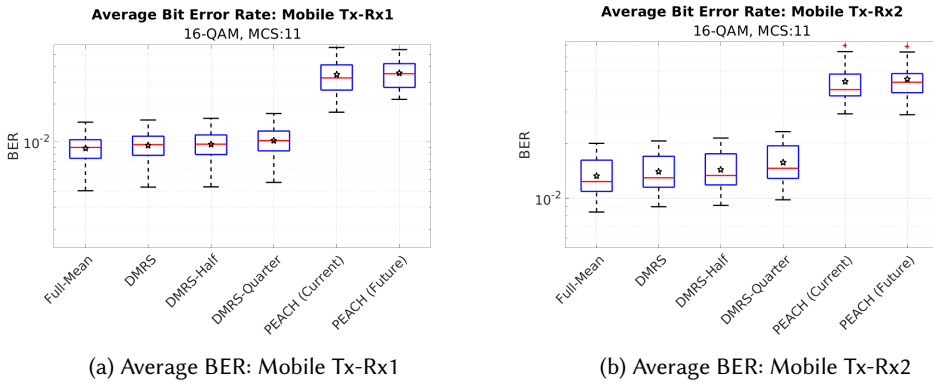 Average Bit Error Rate: Mobile Tx-Rx1
16-QAM, MCS:11
BER
10-2
Full-Mean
DMRS
DMRS-Half
DMRS-Quarter
PEACH (Current)
PEACH (Future)
(a) Average BER: Mobile Tx-Rx1
Average Bit Error Rate: Mobile Tx-Rx2
16-QAM, MCS:11
BER
10-2
Full-Mean
DMRS
DMRS-Half
DMRS-Quarter
PEACH (Current)
PEACH (Future)
(b) Average BER: Mobile Tx-Rx2